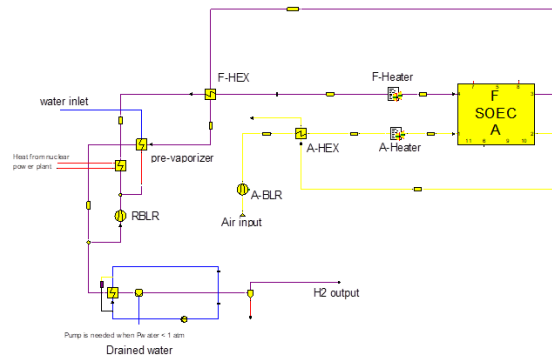 F-HEX
F-Heater
F
SOEC
A
water inlet
pre-vaporizer
A-HEX
A-Heater
Heat from nuclear
power plant
A-BLR
RBLR
Air input
H2 output
Pump is needed when Pwater < 1 atm
Drained water